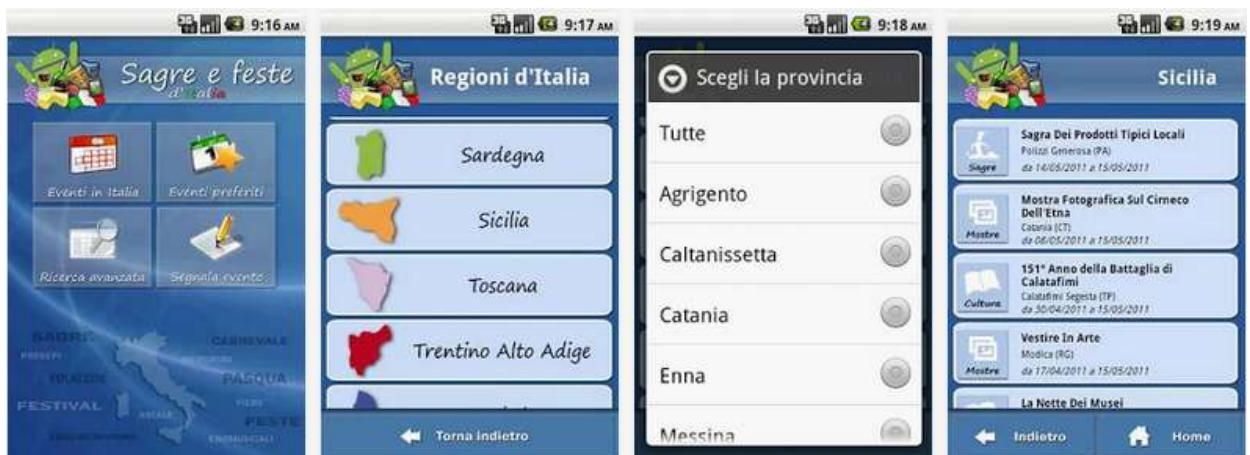 9:16 AM
Sagre e feste
d'Italia
Eventi in Italia
Eventi preferiti
Ricerca avanzata
Segnala evento
SAGRE
CARNEVALE
PRESEPI
PASQUA
FESTIVAL
NATALE
FIERE
FESTE
9:17 AM
Regioni d'Italia
Sardegna
Sicilia
Toscana
Trentino Alto Adige
Torna indietro
9:18 AM
Scegli la provincia
Tutte
Agrigento
Caltanissetta
Catania
Enna
Messina
3G
9:19 AM
Sicilia
Sagre
Sagra Dei Prodotti Tipici Locali
Polizzi Generosa (PA)
da 14/05/2011 a 15/05/2011
Mostre
Mostra Fotografica Sul Cirneco
Dell'Etna
Catania (CT)
da 08/05/2011 a 15/05/2011
Cultura
151° Anno della Battaglia di
Calatafimi
Calatafimi Segesta (TP)
da 30/04/2011 a 15/05/2011
Mostre
Vestire In Arte
Modica (RG)
da 17/04/2011 a 15/05/2011
La Notte Dei Musei
Indietro
Home